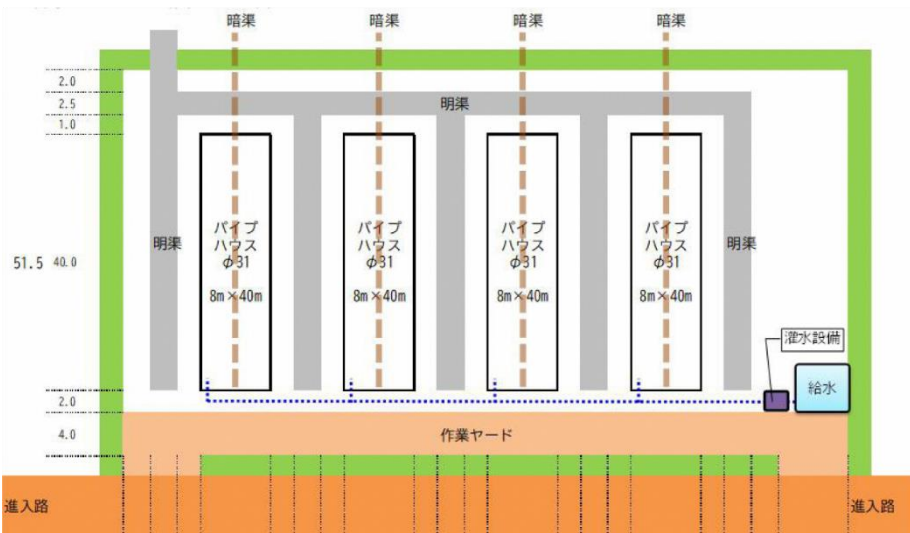 暗渠
暗渠
暗渠
暗渠
2.0
2.5
1.0
明渠
パイプ
ハウス
φ31
8m×40m
パイプ
ハウス
φ31
8m×40m
パイプ
ハウス
φ31
8m×40m
パイプ
ハウス
φ31
8m×40m
明渠
明渠
51.5
40.0
灌水設備
給水
2.0
4.0
作業ヤード
進入路
進入路